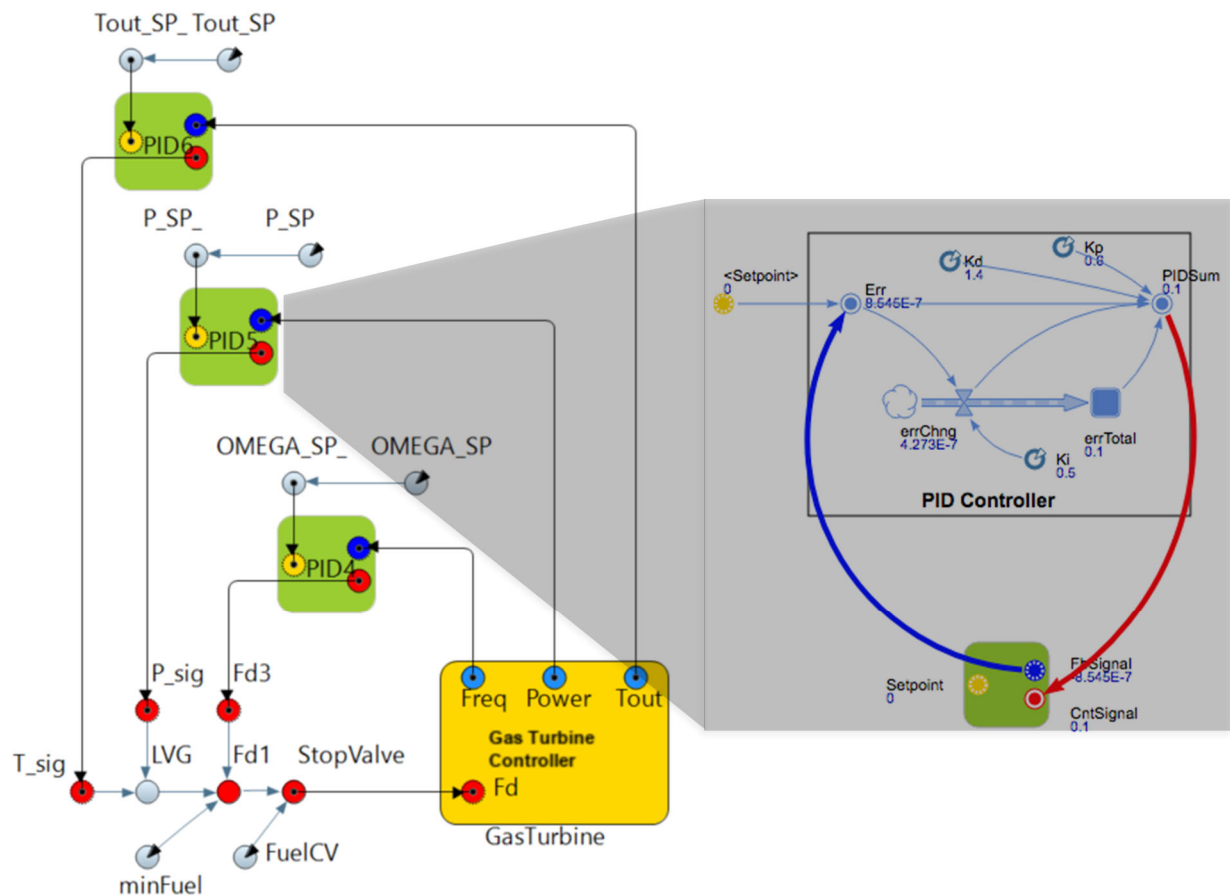 Tout_SP_ Tout_SP
PID6
P_SP_ P_SP
PID5
OMEGA_SP_ OMEGA_SP
PID4
P_sig Fd3
T_sig LVG Fd1 StopValve
minFuel FuelCV
Freq Power Tout
Gas Turbine
Controller
Fd
GasTurbine
<Setpoint>
0
Err
8.545E-7
Kd
1.4
Kp
0.6
PIDSum
0.1
errChng
4.273E-7
errTotal
0.1
Ki
0.5
PID Controller
Setpoint
0
FbSignal
-8.545E-7
CntSignal
0.1